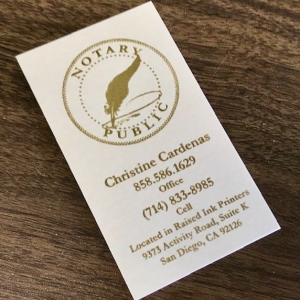 NOTARY
PUBLIC
Christine Cardenas
858.586.1629
Office
(714) 833-8985
Cell
Located in Raised Ink Printers
9373 Activity Road, Suite K
San Diego, CA 92126